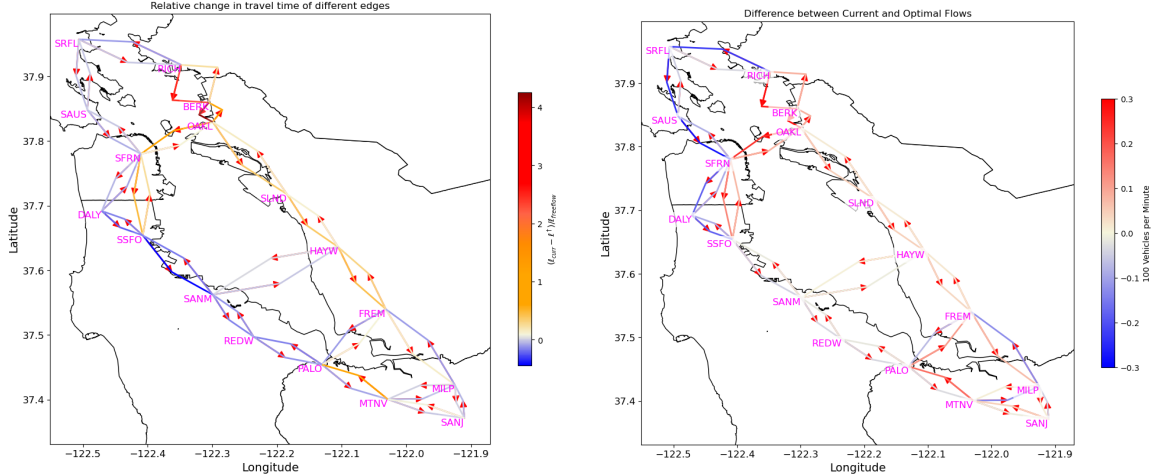 Relative change in travel time of different edges
SRFL
RICH
BERK
SAUS
OAKL
SFRN
SLND
DALY
SSFO
HAYW
SANM
FREM
REDW
PALO
MILP
MTNV
SANJ
37.9
37.8
37.7
37.6
37.5
37.4
Latitude
−122.5 −122.4 −122.3 −122.2 −122.1 −122.0 −121.9
Longitude
4
3
2
1
0
Difference between Current and Optimal Flows
SRFL
RICH
BERK
SAUS
OAKL
SFRN
SLND
DALY
SSFO
HAYW
SANM
FREM
REDW
PALO
MILP
MTNV
SANJ
37.9
37.8
37.7
37.6
37.5
37.4
Latitude
−122.5 −122.4 −122.3 −122.2 −122.1 −122.0 −121.9
Longitude
0.3
0.2
0.1
0.0
−0.1
−0.2
−0.3
100 Vehicles per Minute